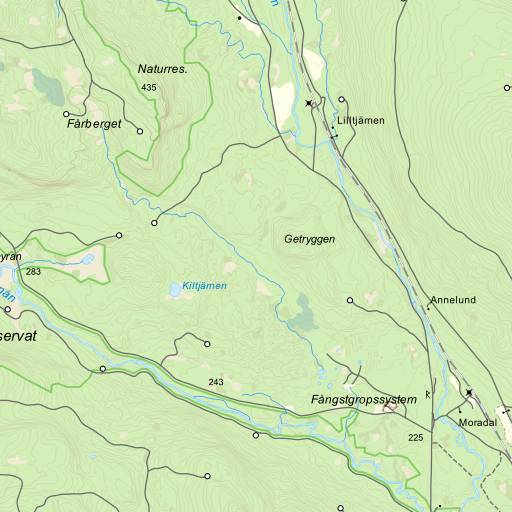 Naturres.
435
Fårberget
Lilltjärnen
Getryggen
283
Kiltjärnen
Annelund
servat
243
Fångstgropssystem
R
Moradal
225